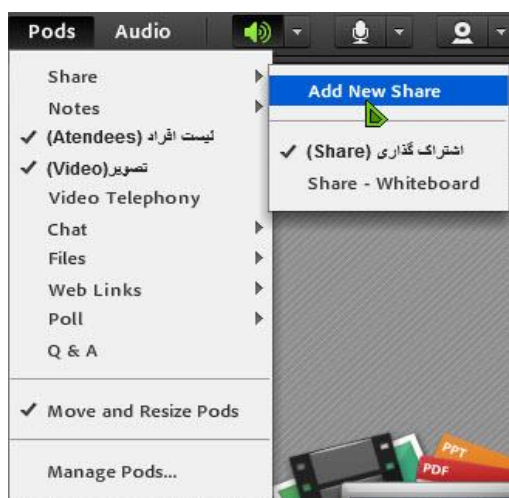 Pods Audio
Share
Notes
لیست افراد (Atendees)
تصویر(Video)
Video Telephony
Chat
Files
Web Links
Poll
Q & A
Move and Resize Pods
Manage Pods...
Add New Share
اشتراک گذاری (Share)
Share - Whiteboard
PPT
PDF